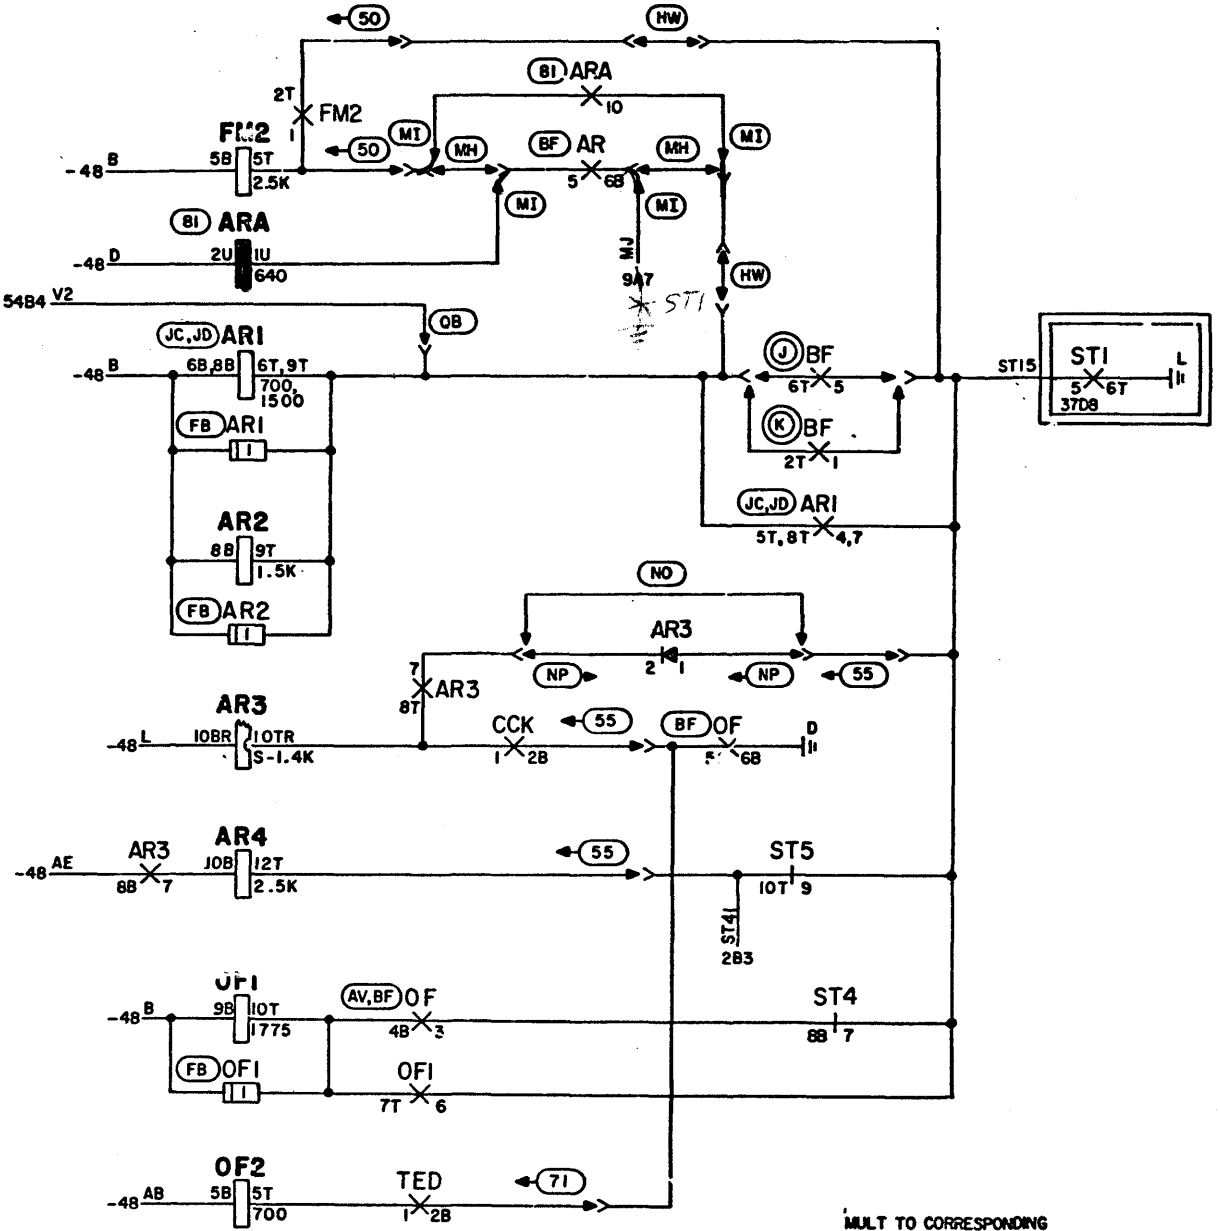 50 HW
81 ARA
2T FM2 10
1
FM2 50 MI MH BF AR MH MI
-48 B 5B 5T 2.5K 5 6B
MI MI
81 ARA MJ
-48 D 2U 1U 640 9A7 HW
ST1
54B4 V2
QB
JC,JD AR1 J BF ST1 L
-48 B 6B,8B 6T,9T 6T 5 ST15 5 6T
700, 37D8
1500
FB AR1 K BF
1 2T 1
JC,JD AR1
AR2 5T,8T 4,7
8B 9T
1.5K
NO
FB AR2
1 AR3
7 2 1
NP NP 55
8T AR3
AR3 CCK 55 BF OF D
-48 L 10BR 10TR
S-1.4K 1 2B 5 6B
AR4
AR3 55 ST5
-48 AE 10B 12T
8B 7 2.5K 10T 9
ST41
2B3
OF1 AV,BF OF ST4
-48 B 9B 10T
1775 4B 3 8B 7
FB OF1 OF1
1 7T 6
OF2 TED 71
-48 AB 5B 5T
700 1 2B
MULT TO CORRESPONDING